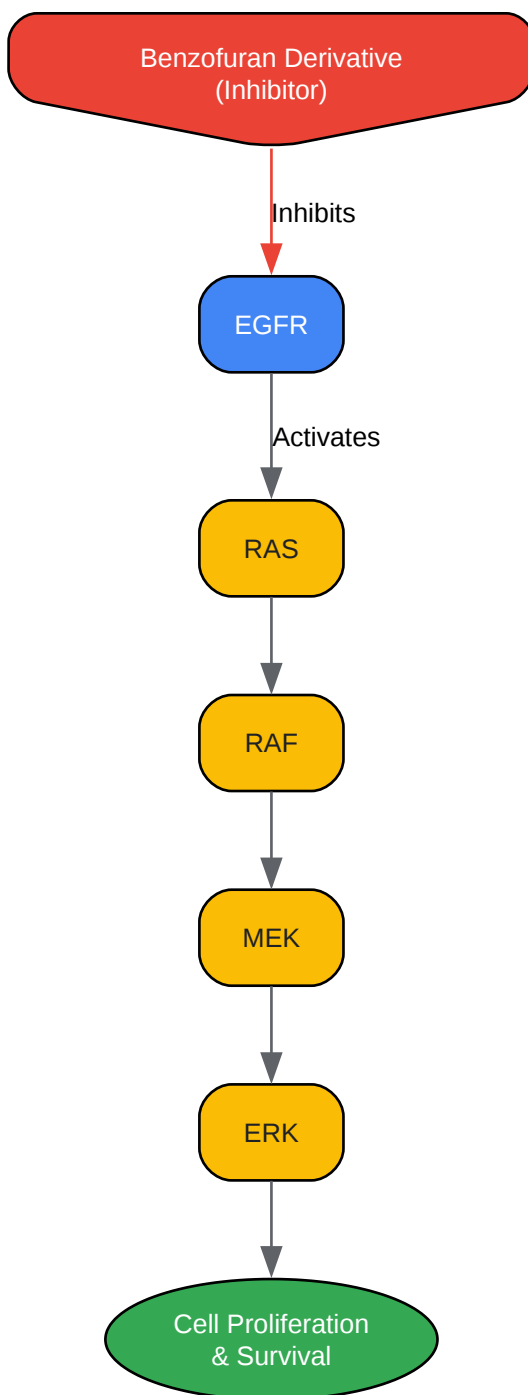 Benzofuran Derivative
(Inhibitor)
Inhibits
EGFR
Activates
RAS
RAF
MEK
ERK
Cell Proliferation
& Survival